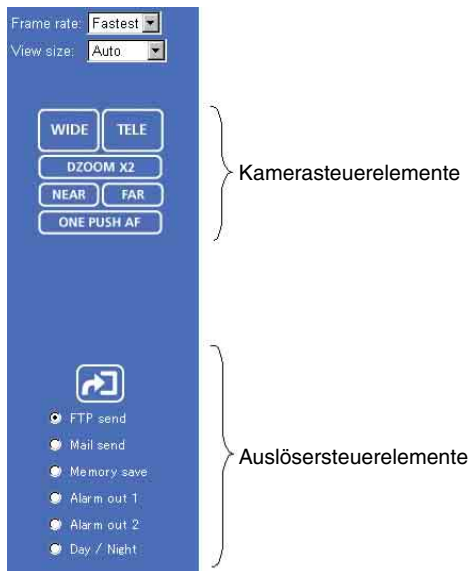 Frame rate: Fastest
View size: Auto
WIDE TELE
DZOOM X2
NEAR FAR
ONE PUSH AF
Kamerasteuerelemente
FTP send
Mail send
Memory save
Alarm out 1
Alarm out 2
Day / Night
Auslösersteuerelemente